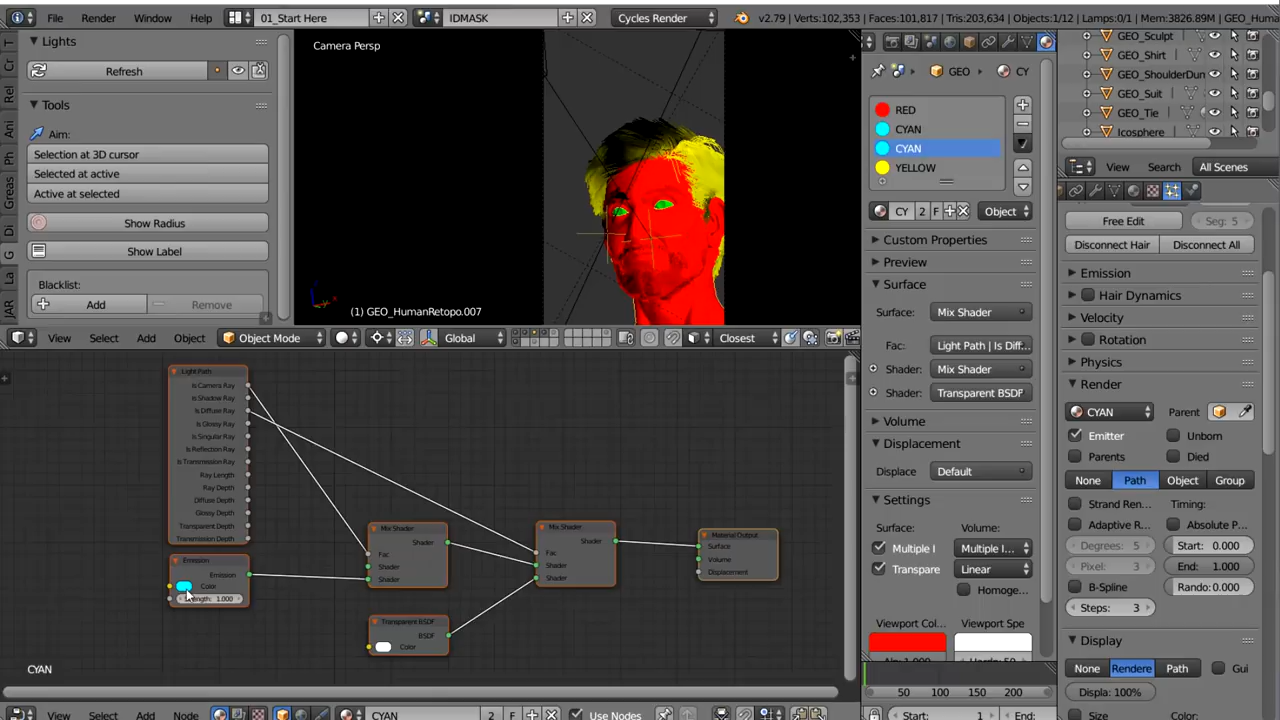 File Render Window Help 01_Start Here IDMASK Cycles Render v2.79 | Verts:102,353 | Faces:101,817 | Tris:203,634 | Objects:1/12 | Lamps:0/1 | Mem:3826.89M | GEO_Huma
Lights
Refresh
Tools
Aim:
Selection at 3D cursor
Selected at active
Active at selected
Show Radius
Show Label
Blacklist:
Add Remove
T
Cr
Rel
Ani
Ph
Greas
Di
G
La
JAR
Camera Persp
(1) GEO_HumanRetopo.007
View Select Add Object Object Mode Global Closest
Light Path
Is Camera Ray
Is Shadow Ray
Is Diffuse Ray
Is Glossy Ray
Is Singular Ray
Is Reflection Ray
Is Transmission Ray
Ray Length
Ray Depth
Diffuse Depth
Glossy Depth
Transparent Depth
Transmission Depth
Emission
Emission
Color
Strength: 1.000
Mix Shader
Shader
Fac
Shader
Shader
Mix Shader
Shader
Fac
Shader
Shader
Transparent BSDF
BSDF
Color
Material Output
Surface
Volume
Displacement
CYAN
View Select Add Node CYAN 2 F Use Nodes
GEO CY
RED
CYAN
CYAN
YELLOW
CY 2 F Object
Custom Properties
Preview
Surface
Surface: Mix Shader
Fac: Light Path | Is Diff...
Shader: Mix Shader
Shader: Transparent BSDF
Volume
Displacement
Displace Default
Settings
Surface: Volume:
Multiple I Multiple I...
Transpare Linear
Homoge
Viewport Col... Viewport Spe
50 100 150 200
Start: 1 End:
GEO_Sculpt
GEO_Shirt
GEO_ShoulderDun
GEO_Suit
GEO_Tie
Icosphere
View Search All Scenes
Free Edit Seg: 5
Disconnect Hair Disconnect All
Emission
Hair Dynamics
Velocity
Rotation
Physics
Render
CYAN Parent
Emitter Unborn
Parents Died
None Path Object Group
Strand Ren... Timing:
Adaptive R... Absolute P...
Degrees: 5 Start: 0.000
Pixel: 3 End: 1.000
B-Spline Rando:0.000
Steps: 3
Display
None Rendere Path Gui
Displa: 100%
Size: Color: